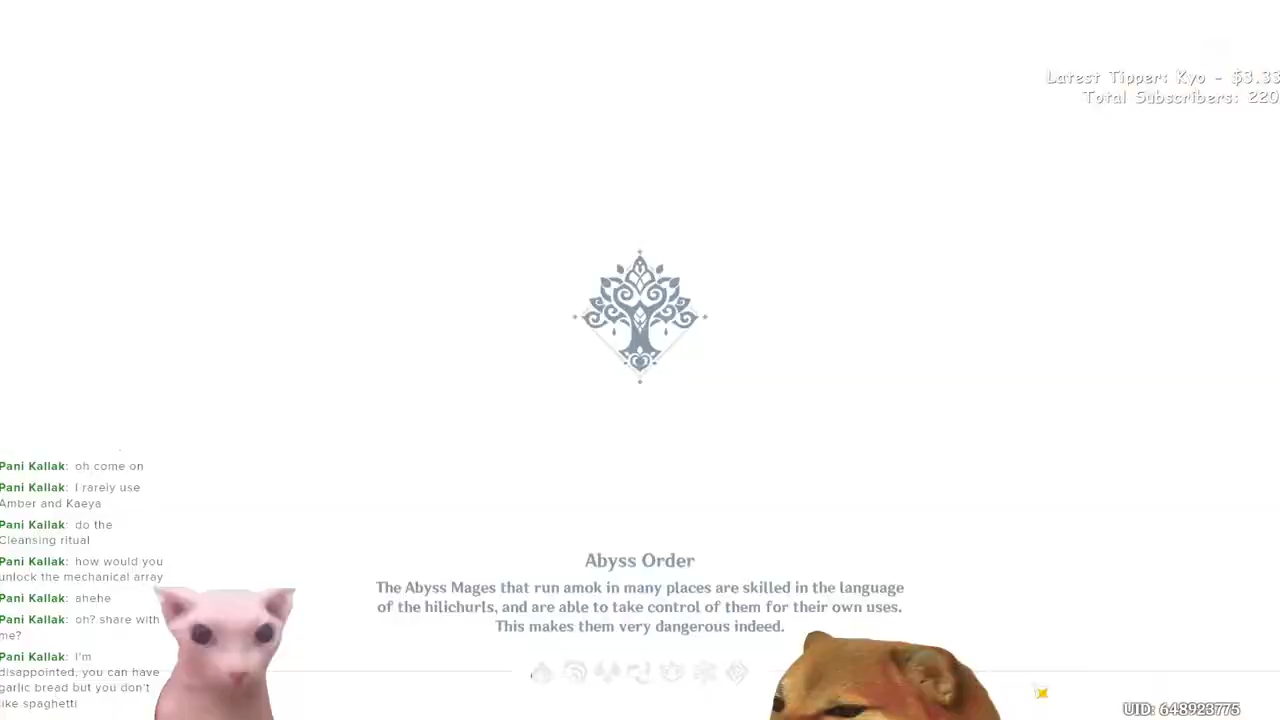 Latest Tipper: Kyo - $3.33
Total Subscribers: 220
Pani Kallak: oh come on
Pani Kallak: I rarely use
Amber and Kaeya
Pani Kallak: do the
Cleansing ritual
Pani Kallak: how would you
unlock the mechanical array
Pani Kallak: ahehe
Pani Kallak: oh? share with
me?
Pani Kallak: I'm
disappointed, you can have
garlic bread but you don't
like spaghetti
Abyss Order
The Abyss Mages that run amok in many places are skilled in the language
of the hilichurls, and are able to take control of them for their own uses.
This makes them very dangerous indeed.
UID: 648923775